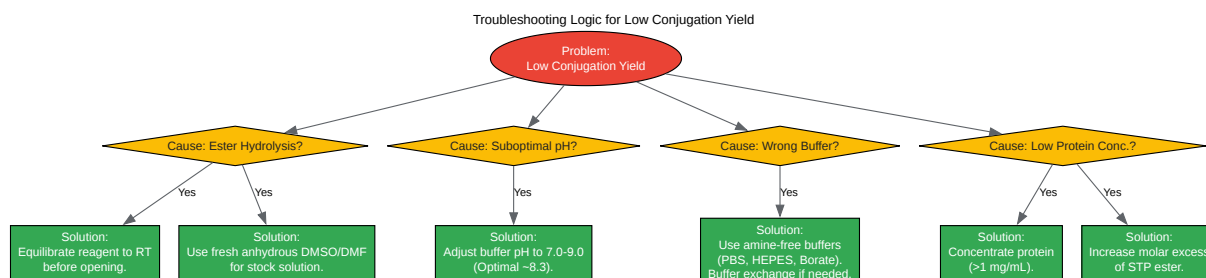 Troubleshooting Logic for Low Conjugation Yield
Problem:
Low Conjugation Yield
Cause: Ester Hydrolysis?
Cause: Suboptimal pH?
Cause: Wrong Buffer?
Cause: Low Protein Conc.?
Yes
Yes
Yes
Yes
Yes
Yes
Solution:
Equilibrate reagent to RT
before opening.
Solution:
Use fresh anhydrous DMSO/DMF
for stock solution.
Solution:
Adjust buffer pH to 7.0-9.0
(Optimal ~8.3).
Solution:
Use amine-free buffers
(PBS, HEPES, Borate).
Buffer exchange if needed.
Solution:
Concentrate protein
(>1 mg/mL).
Solution:
Increase molar excess
of STP ester.